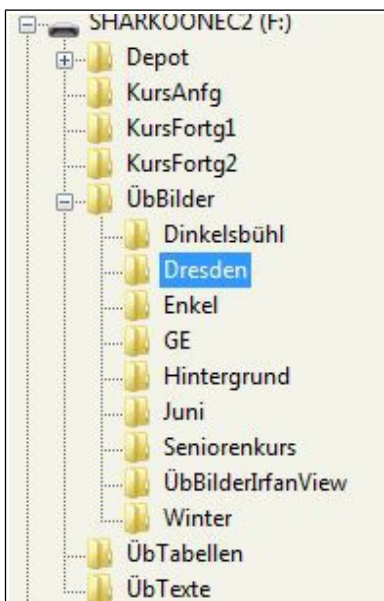 SHARKOONEC2 (F:)
Depot
KursAnfg
KursFortg1
KursFortg2
ÜbBilder
Dinkelsbühl
Dresden
Enkel
GE
Hintergrund
Juni
Seniorenkurs
ÜbBilderIrfanView
Winter
ÜbTabellen
ÜbTexte